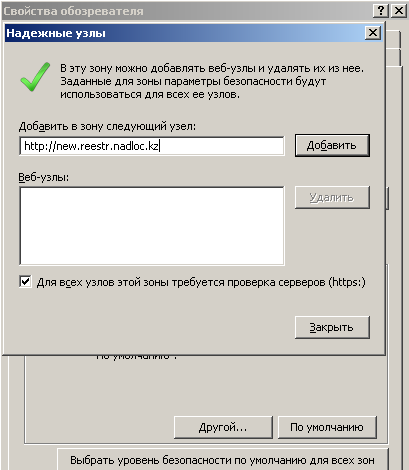 Свойства обозревателя
Надежные узлы
В эту зону можно добавлять веб-узлы и удалять их из нее.
Заданные для зоны параметры безопасности будут
использоваться для всех ее узлов.
Добавить в зону следующий узел:
http://new.reestr.nadloc.kz
Добавить
Веб-узлы:
Удалить
Для всех узлов этой зоны требуется проверка серверов (https:)
Закрыть
"По умолчанию".
Другой...
По умолчанию
Выбрать уровень безопасности по умолчанию для всех зон